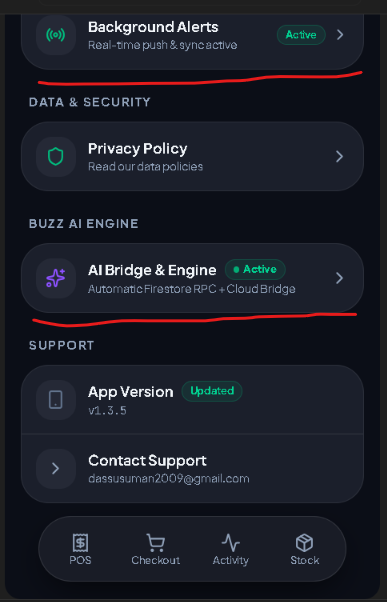 Background Alerts
Real-time push & sync active
Active
DATA & SECURITY
Privacy Policy
Read our data policies
BUZZ AI ENGINE
AI Bridge & Engine
Active
Automatic Firestore RPC + Cloud Bridge
SUPPORT
App Version
Updated
v1.3.5
Contact Support
dassusuman2009@gmail.com
POS
Checkout
Activity
Stock